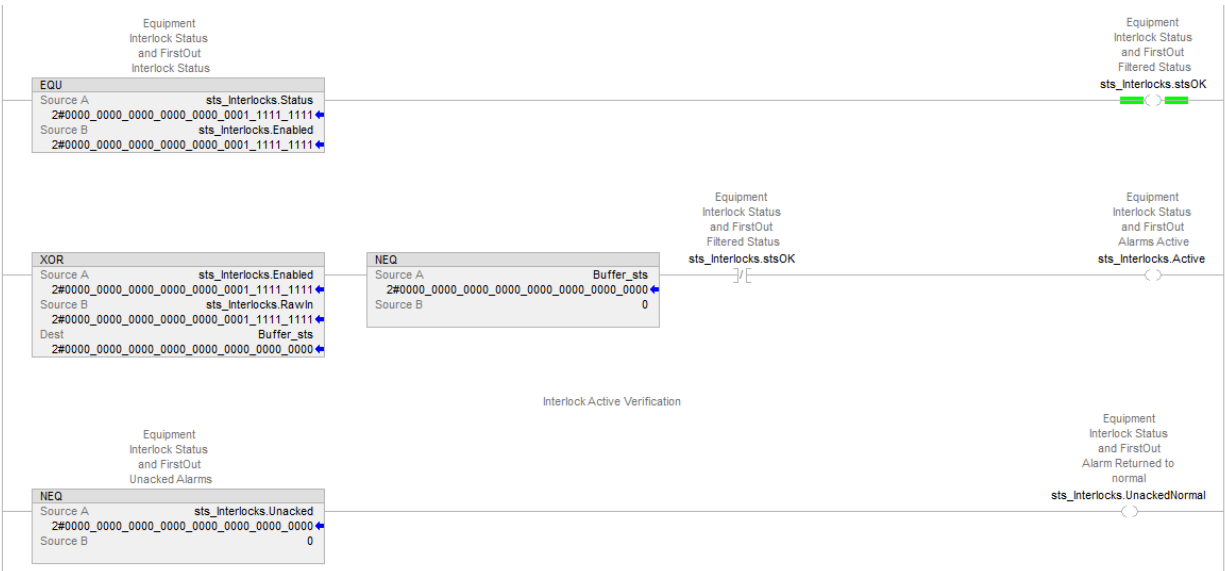 Equipment
Interlock Status
and FirstOut
Interlock Status
EQU
Source A sts_Interlocks.Status
2#0000_0000_0000_0000_0000_0001_1111_1111
Source B sts_Interlocks.Enabled
2#0000_0000_0000_0000_0000_0001_1111_1111
Equipment
Interlock Status
and FirstOut
Filtered Status
sts_Interlocks.stsOK
XOR
Source A sts_Interlocks.Enabled
2#0000_0000_0000_0000_0000_0001_1111_1111
Source B sts_Interlocks.RawIn
2#0000_0000_0000_0000_0000_0001_1111_1111
Dest Buffer_sts
2#0000_0000_0000_0000_0000_0000_0000_0000
NEQ
Source A Buffer_sts
2#0000_0000_0000_0000_0000_0000_0000_0000
Source B 0
Equipment
Interlock Status
and FirstOut
Filtered Status
sts_Interlocks.stsOK
Equipment
Interlock Status
and FirstOut
Alarms Active
sts_Interlocks.Active
Interlock Active Verification
Equipment
Interlock Status
and FirstOut
Unacked Alarms
NEQ
Source A sts_Interlocks.Unacked
2#0000_0000_0000_0000_0000_0000_0000_0000
Source B 0
Equipment
Interlock Status
and FirstOut
Alarm Returned to
normal
sts_Interlocks.UnackedNormal